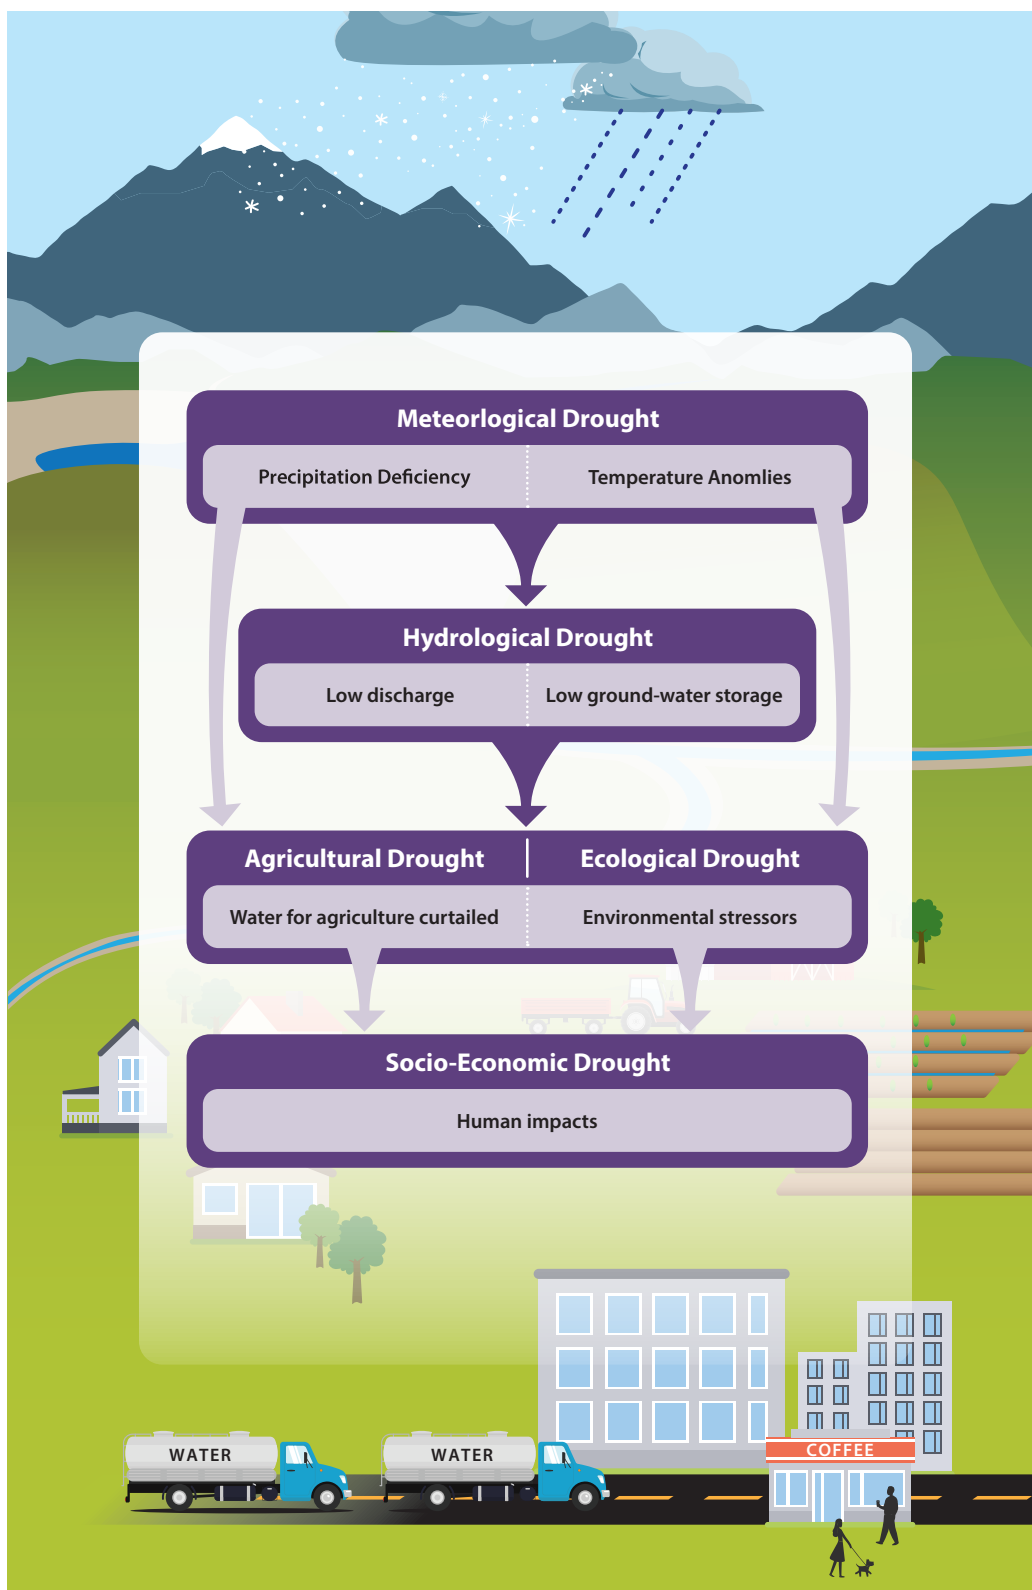 Meteorlogical Drought
Precipitation Deficiency
Temperature Anomlies
Hydrological Drought
Low discharge
Low ground-water storage
Agricultural Drought
Ecological Drought
Water for agriculture curtailed
Environmental stressors
Socio-Economic Drought
Human impacts
WATER
WATER
COFFEE